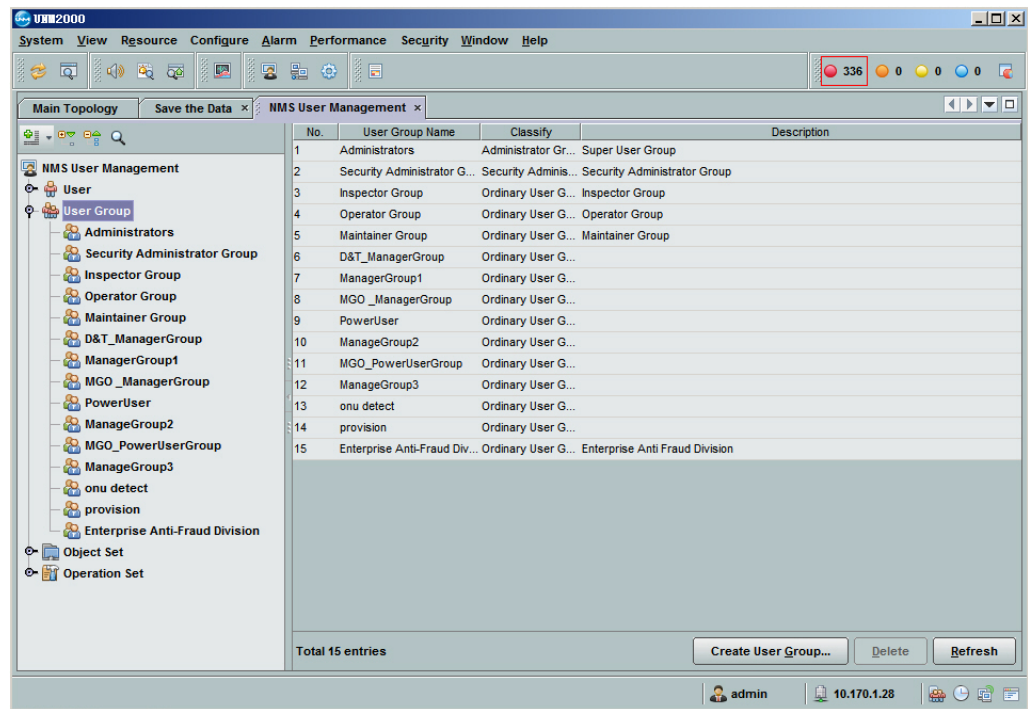 UNM2000
System View Resource Configure Alarm Performance Security Window Help
336 0 0 0
Main Topology Save the Data × NMS User Management ×
No. User Group Name Classify Description
1 Administrators Administrator Gr... Super User Group
2 Security Administrator G... Security Adminis... Security Administrator Group
3 Inspector Group Ordinary User G... Inspector Group
4 Operator Group Ordinary User G... Operator Group
5 Maintainer Group Ordinary User G... Maintainer Group
6 D&T_ManagerGroup Ordinary User G...
7 ManagerGroup1 Ordinary User G...
8 MGO _ManagerGroup Ordinary User G...
9 PowerUser Ordinary User G...
10 ManageGroup2 Ordinary User G...
11 MGO_PowerUserGroup Ordinary User G...
12 ManageGroup3 Ordinary User G...
13 onu detect Ordinary User G...
14 provision Ordinary User G...
15 Enterprise Anti-Fraud Div... Ordinary User G... Enterprise Anti Fraud Division
NMS User Management
User
User Group
Administrators
Security Administrator Group
Inspector Group
Operator Group
Maintainer Group
D&T_ManagerGroup
ManagerGroup1
MGO _ManagerGroup
PowerUser
ManageGroup2
MGO_PowerUserGroup
ManageGroup3
onu detect
provision
Enterprise Anti-Fraud Division
Object Set
Operation Set
Total 15 entries Create User Group... Delete Refresh
admin 10.170.1.28